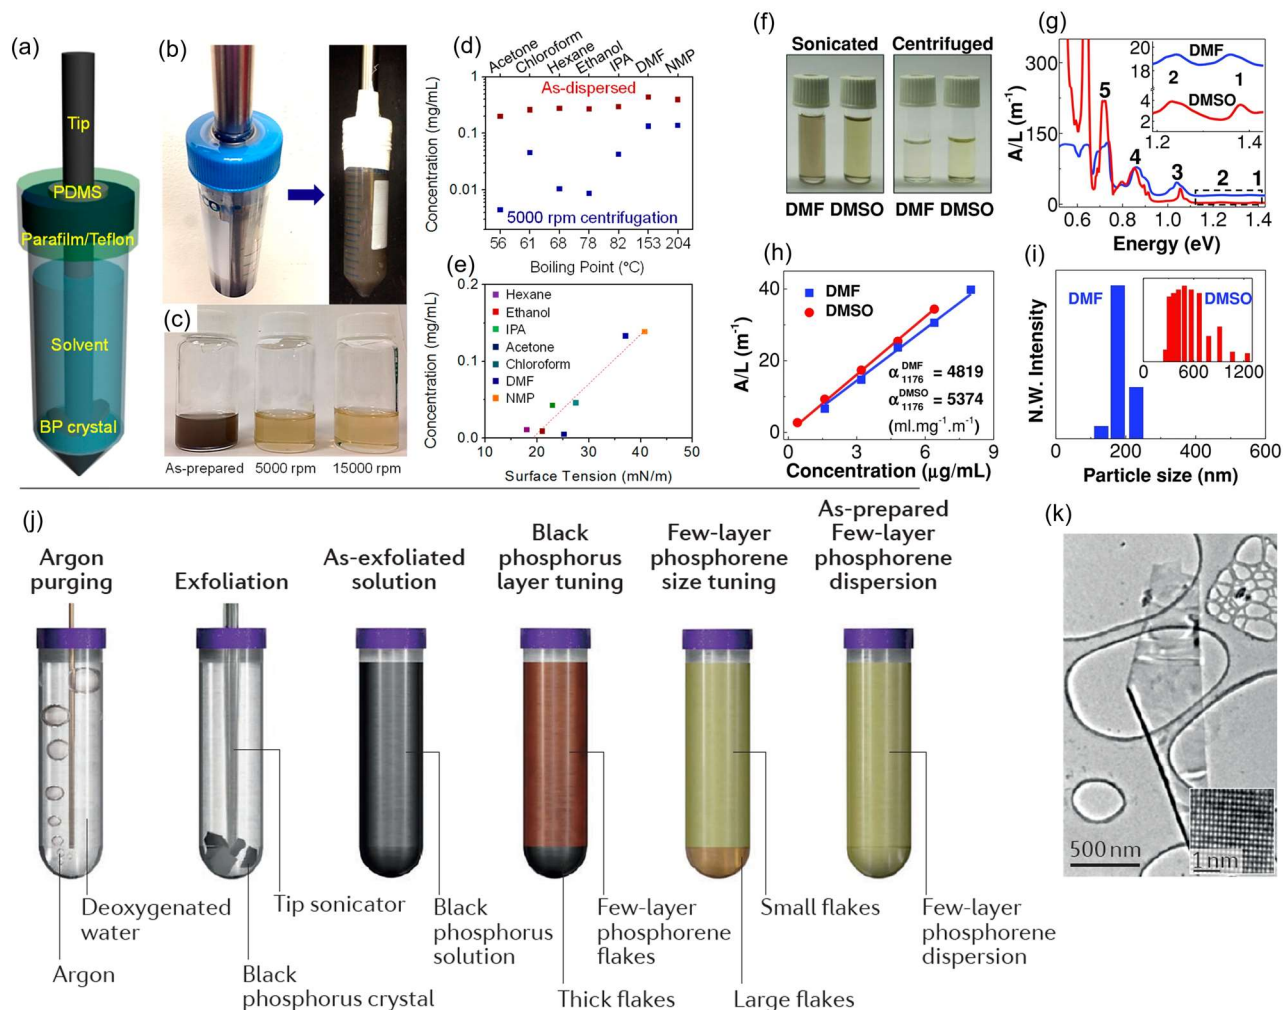 (a)
Tip
PDMS
Parafilm/Teflon
Solvent
BP crystal
(b)
(c)
As-prepared
5000 rpm
15000 rpm
(d)
Acetone
Chloroform
Hexane
Ethanol
IPA
DMF
NMP
Concentration (mg/mL)
1
0.1
0.01
As-dispersed
5000 rpm centrifugation
56 61 68 78 82 153 204
Boiling Point (°C)
(e)
Concentration (mg/mL)
0.2
0.1
0.0
Hexane
Ethanol
IPA
Acetone
Chloroform
DMF
NMP
10 20 30 40 50
Surface Tension (mN/m)
(f)
Sonicated Centrifuged
DMF DMSO DMF DMSO
(g)
A/L (m⁻¹)
300
150
0
5
4
3
2
1
20
18
4
2
DMF
2 1
DMSO
1.2 1.4
0.6 0.8 1.0 1.2 1.4
Energy (eV)
(h)
A/L (m⁻¹)
40
20
0
DMF
DMSO
α₁₁₇₆ᴰᴹᶠ = 4819
α₁₁₇₆ᴰᴹˢᴼ = 5374
(ml.mg⁻¹.m⁻¹)
0 3 6 9
Concentration (µg/mL)
(i)
N.W. Intensity
DMF
DMSO
0 600 1200
0 200 400 600
Particle size (nm)
(j)
Argon
purging
Exfoliation
As-exfoliated
solution
Black
phosphorus
layer tuning
Few-layer
phosphorene
size tuning
As-prepared
Few-layer
phosphorene
dispersion
Deoxygenated
water
Argon
Tip sonicator
Black
phosphorus crystal
Black
phosphorus
solution
Few-layer
phosphorene
flakes
Thick flakes
Small flakes
Large flakes
Few-layer
phosphorene
dispersion
(k)
500 nm
1 nm